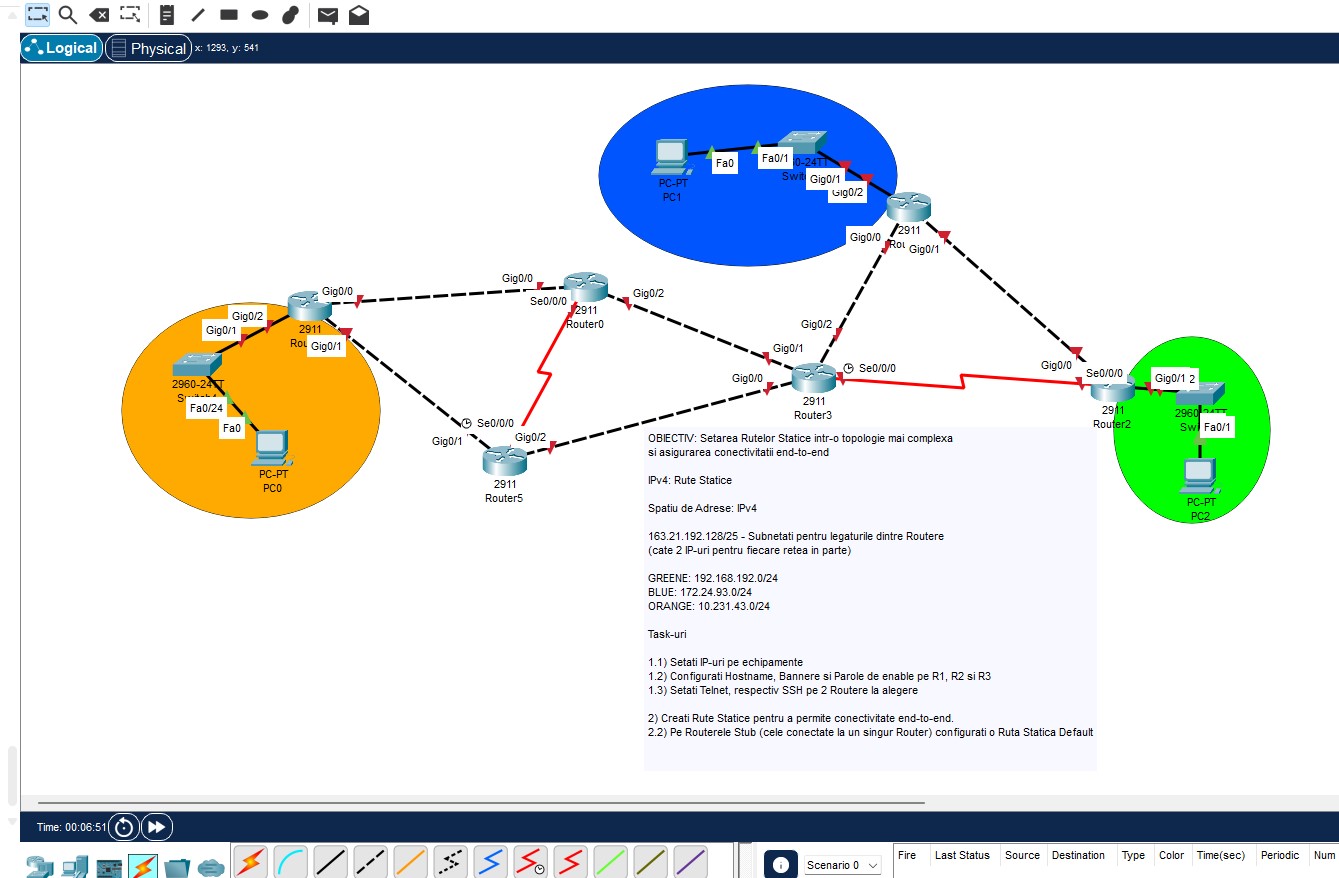 Logical
Physical
x: 1293, y: 541
Fa0
Fa0/1
PC-PT
PC1
Gig0/1
Gig0/2
2911
Gig0/0
Gig0/1
Gig0/0
Gig0/2
Gig0/1
2911
Gig0/1
2960-24TT
Fa0/24
Fa0
PC-PT
PC0
Gig0/0
Se0/0/0
2911
Router0
Gig0/2
Gig0/2
Gig0/1
Gig0/0
Se0/0/0
2911
Router3
Se0/0/0
Gig0/1
Gig0/2
2911
Router5
Gig0/0
Se0/0/0
2911
Router2
Gig0/1 2
Fa0/1
PC-PT
PC2
OBIECTIV: Setarea Rutelor Statice intr-o topologie mai complexa
si asigurarea conectivitatii end-to-end
IPv4: Rute Statice
Spatiu de Adrese: IPv4
163.21.192.128/25 - Subnetati pentru legaturile dintre Routere
(cate 2 IP-uri pentru fiecare retea in parte)
GREENE: 192.168.192.0/24
BLUE: 172.24.93.0/24
ORANGE: 10.231.43.0/24
Task-uri
1.1) Setati IP-uri pe echipamente
1.2) Configurati Hostname, Bannere si Parole de enable pe R1, R2 si R3
1.3) Setati Telnet, respectiv SSH pe 2 Routere la alegere
2) Creati Rute Statice pentru a permite conectivitate end-to-end.
2.2) Pe Routerele Stub (cele conectate la un singur Router) configurati o Ruta Statica Default
Time: 00:06:51
Scenario 0
Fire Last Status Source Destination Type Color Time(sec) Periodic Num